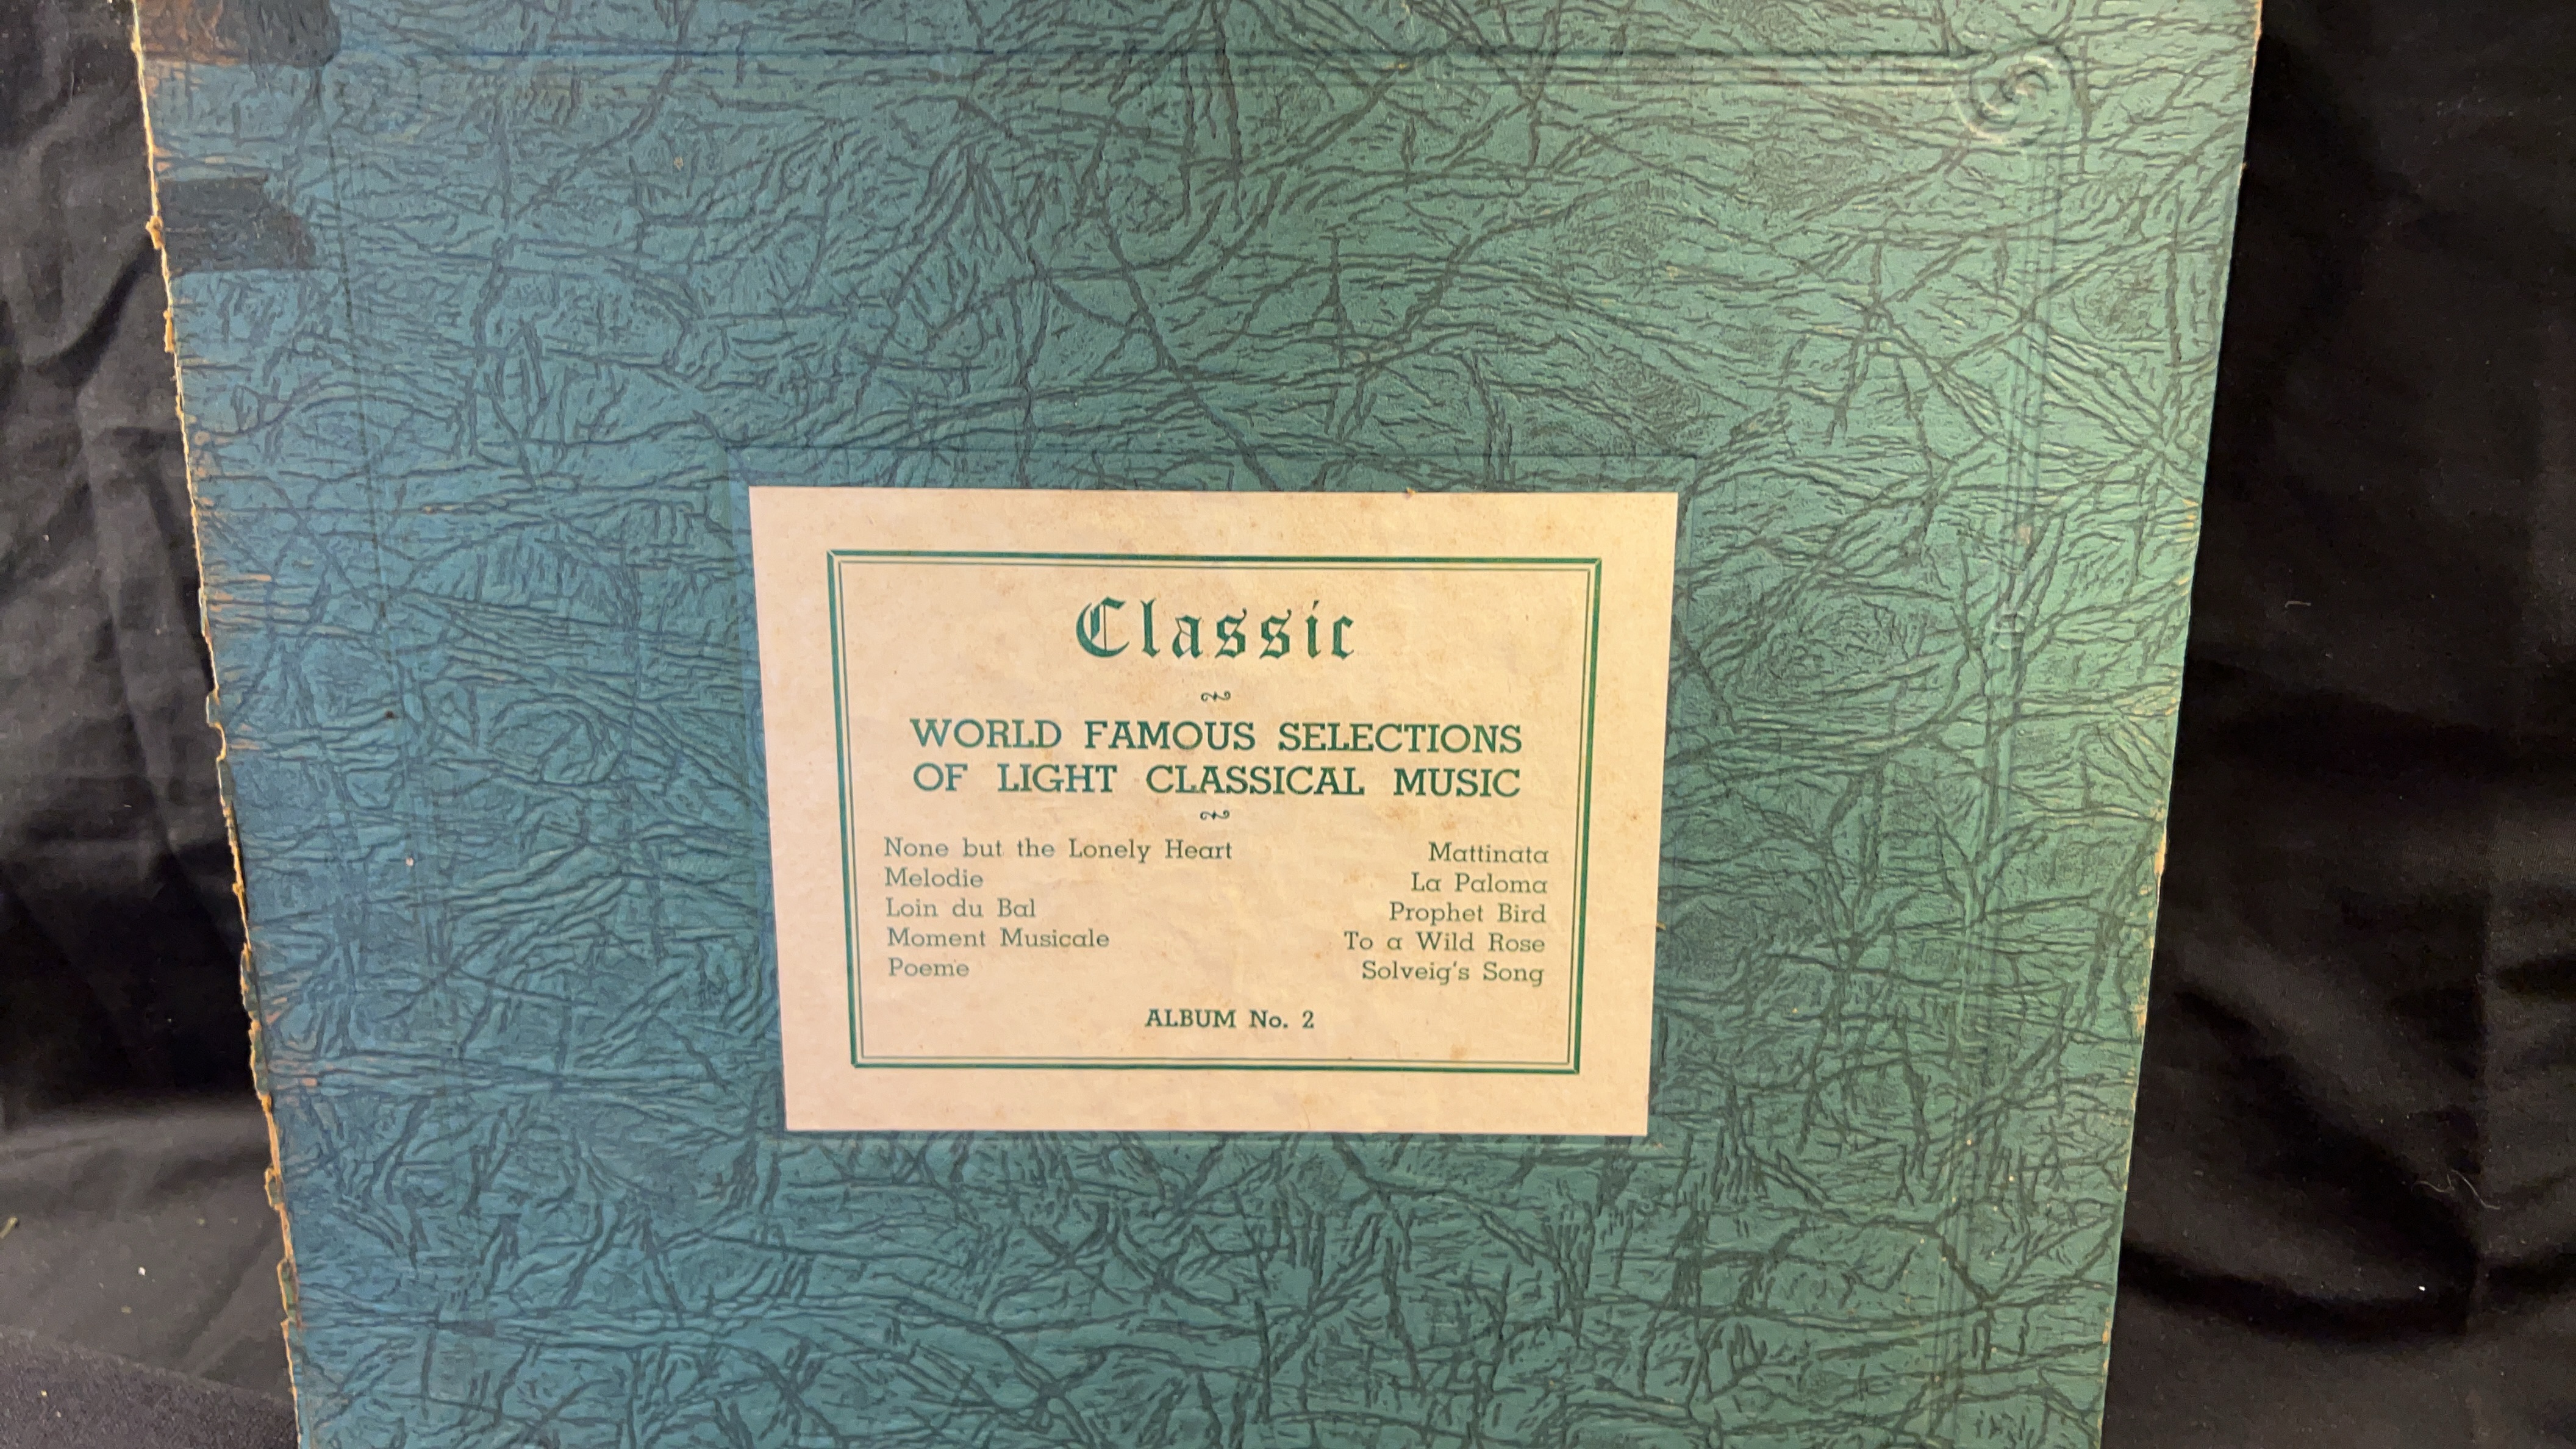 Classic
WORLD FAMOUS SELECTIONS
OF LIGHT CLASSICAL MUSIC
None but the Lonely Heart
Melodie
Loin du Bal
Moment Musicale
Poeme
Mattinata
La Paloma
Prophet Bird
To a Wild Rose
Solveig's Song
ALBUM No. 2